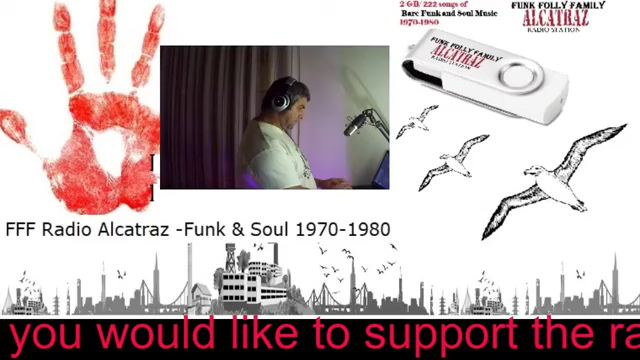 2 GB/ 222 songs of
Rare Funk and Soul Music
1970-1980
FUNK FOLLY FAMILY
ALCATRAZ
RADIO STATION
FUNK FOLLY FAMILY
ALCATRAZ
RADIO STATION
FFF Radio Alcatraz -Funk & Soul 1970-1980
you would like to support the ra